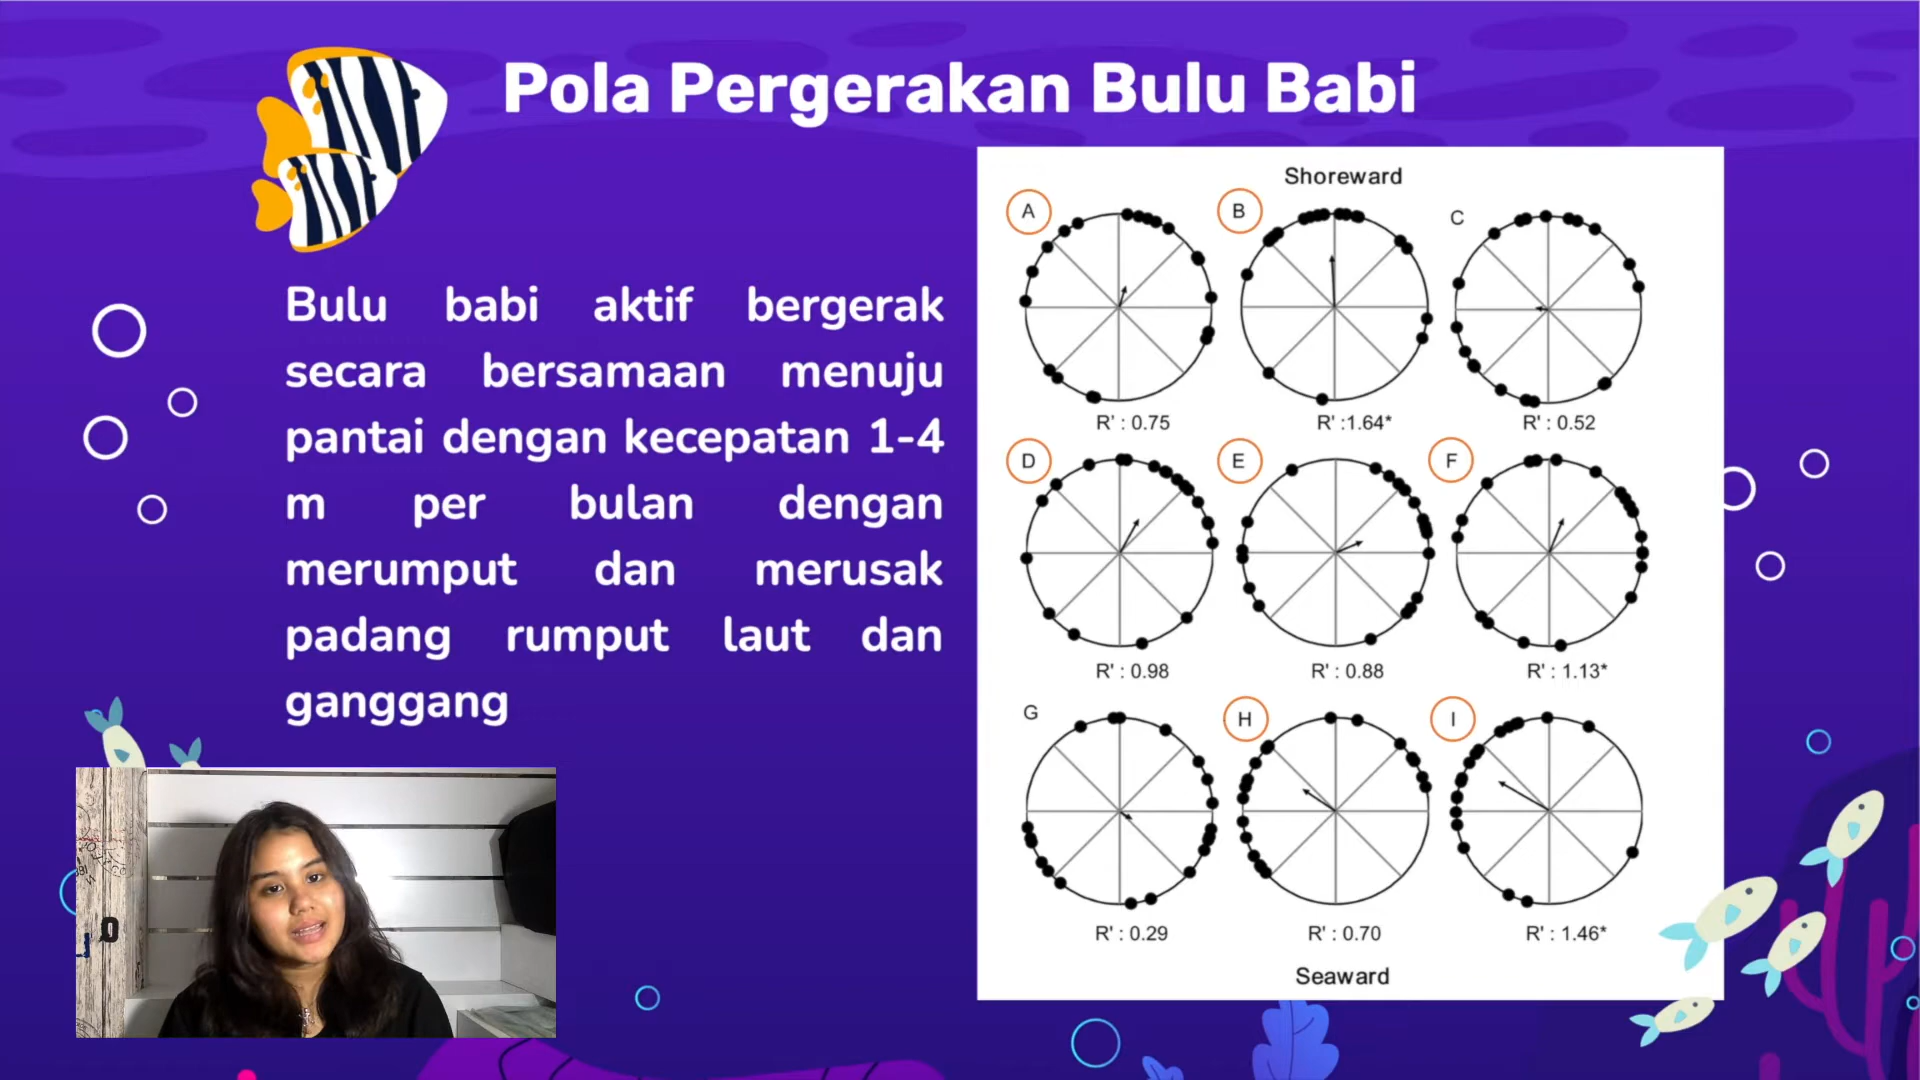 Pola Pergerakan Bulu Babi
Bulu babi aktif bergerak
secara bersamaan menuju
pantai dengan kecepatan 1-4
m per bulan dengan
merumput dan merusak
padang rumput laut dan
ganggang
Shoreward
A B C
R' : 0.75 R' :1.64* R' : 0.52
D E F
R' : 0.98 R' : 0.88 R' : 1.13*
G H I
R' : 0.29 R' : 0.70 R' : 1.46*
Seaward